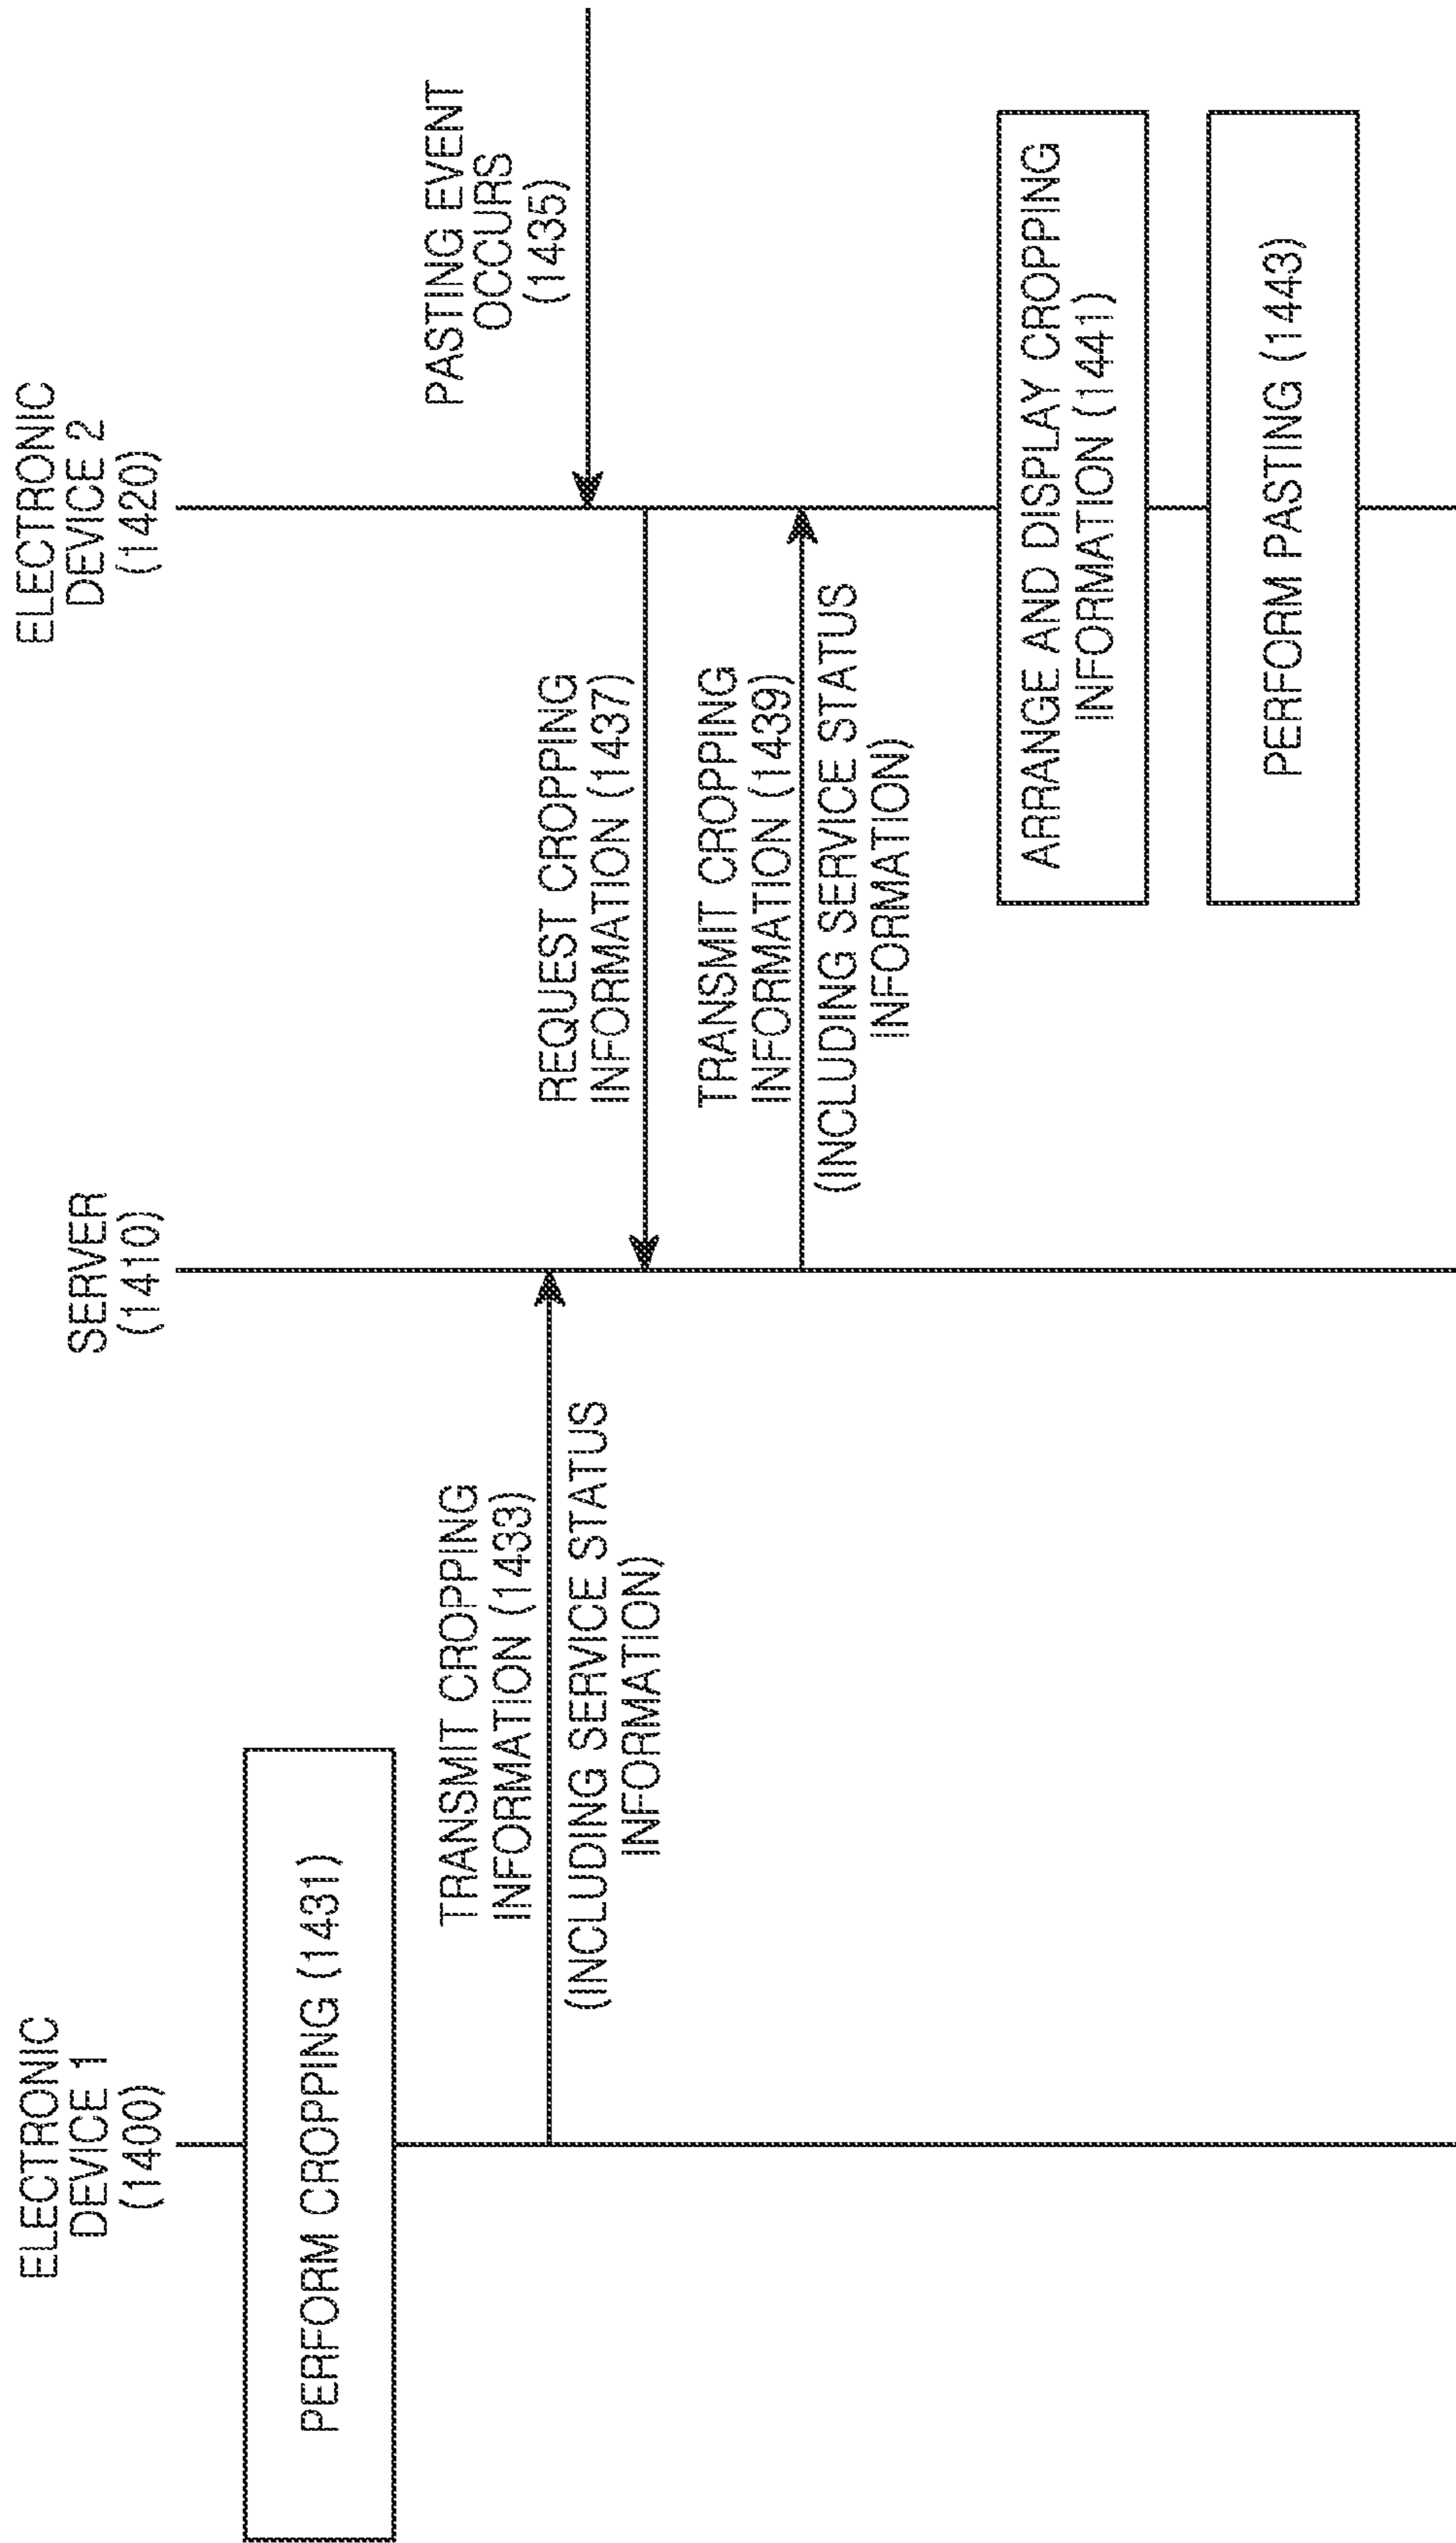 ELECTRONIC
DEVICE 1
(1400)
SERVER
(1410)
ELECTRONIC
DEVICE 2
(1420)
PERFORM CROPPING (1431)
TRANSMIT CROPPING
INFORMATION (1433)
(INCLUDING SERVICE STATUS
INFORMATION)
PASTING EVENT
OCCURS
(1435)
REQUEST CROPPING
INFORMATION (1437)
TRANSMIT CROPPING
INFORMATION (1439)
(INCLUDING SERVICE STATUS
INFORMATION)
ARRANGE AND DISPLAY CROPPING
INFORMATION (1441)
PERFORM PASTING (1443)